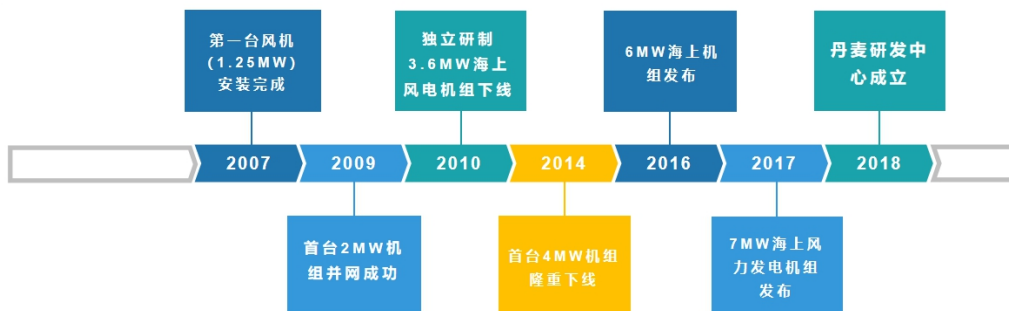 第一台风机
(1.25MW)
安装完成
独立研制
3.6MW海上
风电机组下线
6MW海上机
组发布
丹麦研发中
心成立
2007
2009
2010
2014
2016
2017
2018
首台2MW机
组并网成功
首台4MW机组
隆重下线
7MW海上风
力发电机组
发布